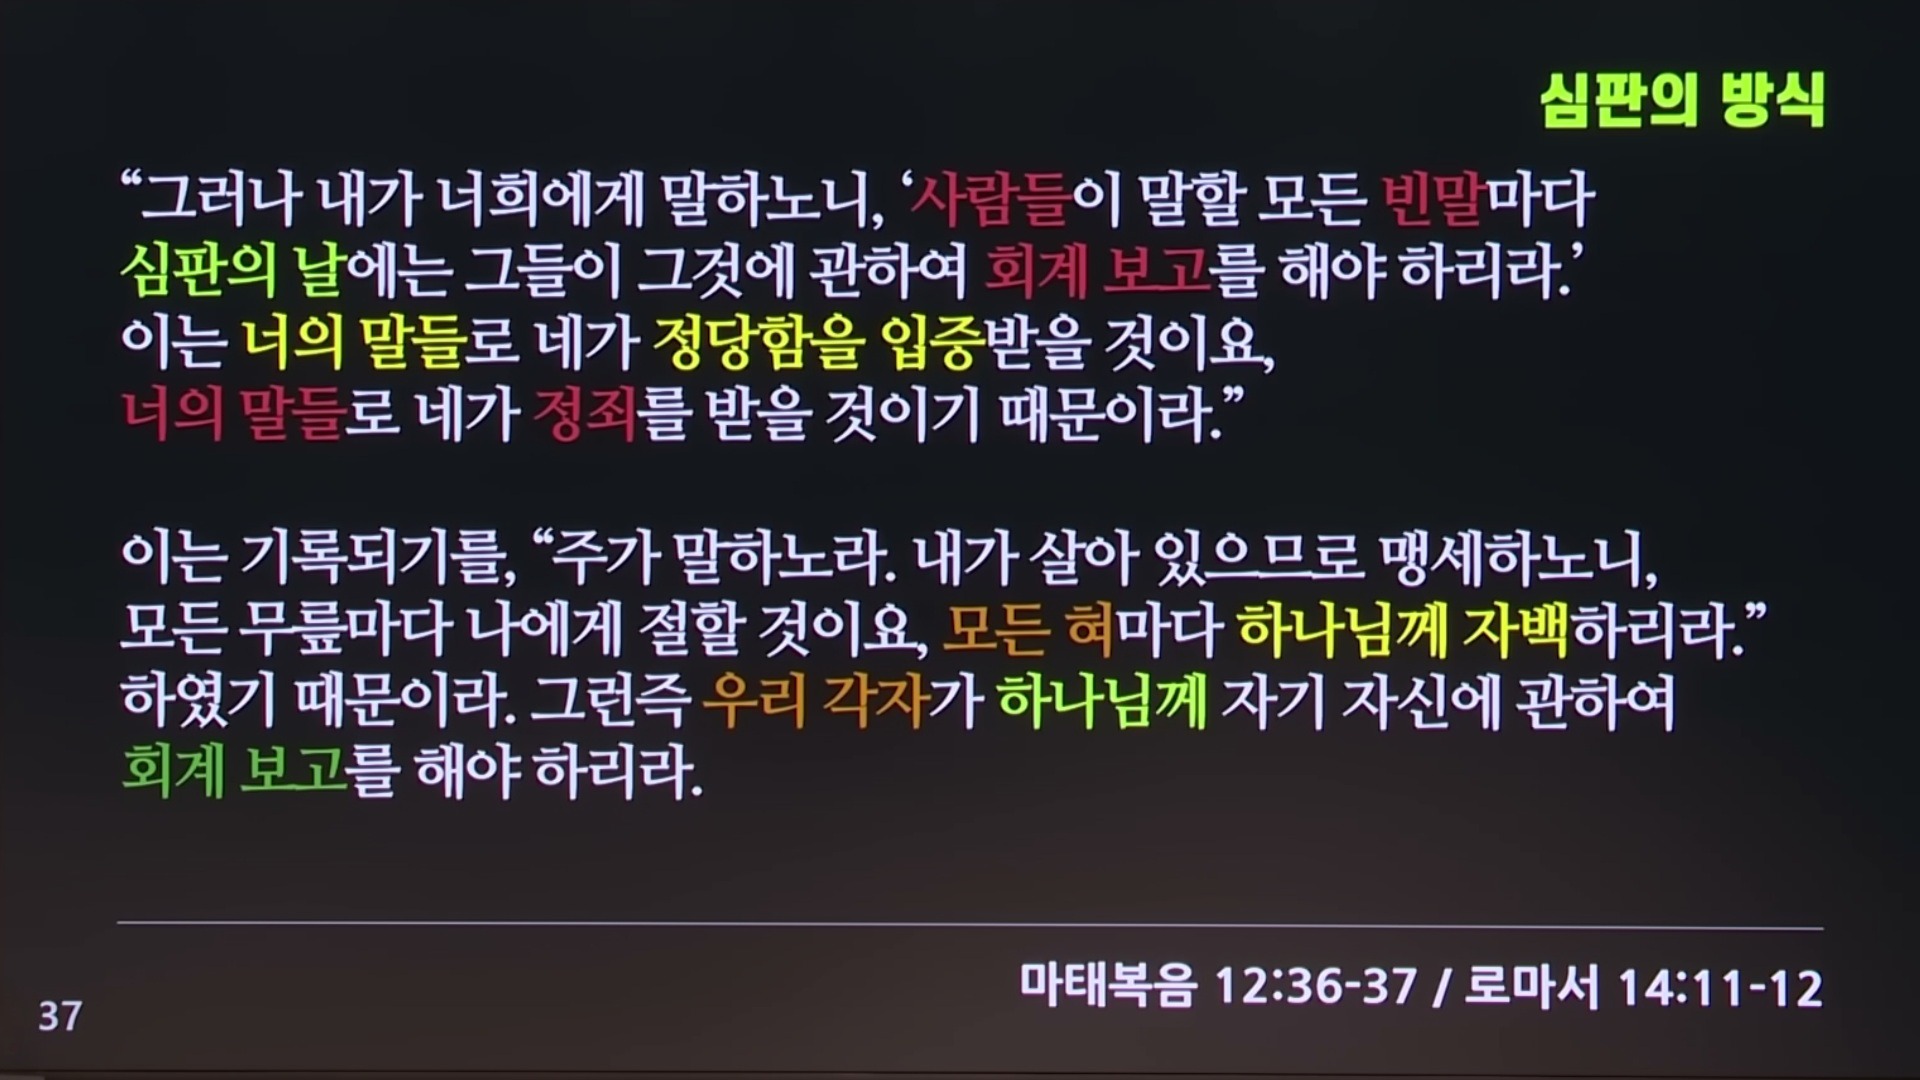 심판의 방식
“그러나 내가 너희에게 말하노니, ‘사람들이 말할 모든 빈말마다
심판의 날에는 그들이 그것에 관하여 회계 보고를 해야 하리라.’
이는 너의 말들로 네가 정당함을 입증받을 것이요,
너의 말들로 네가 정죄를 받을 것이기 때문이라.”
이는 기록되기를, “주가 말하노라. 내가 살아 있으므로 맹세하노니,
모든 무릎마다 나에게 절할 것이요, 모든 혀마다 하나님께 자백하리라.”
하였기 때문이라. 그런즉 우리 각자가 하나님께 자기 자신에 관하여
회계 보고를 해야 하리라.
마태복음 12:36-37 / 로마서 14:11-12
37